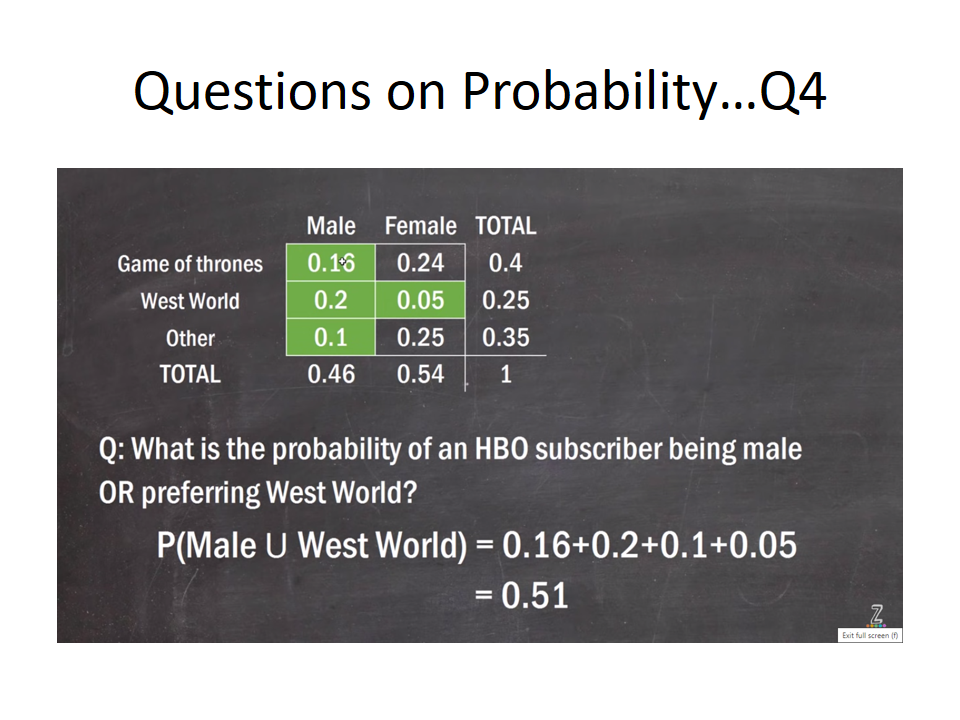 Questions on Probability...Q4
Male Female TOTAL
Game of thrones 0.16 0.24 0.4
West World 0.2 0.05 0.25
Other 0.1 0.25 0.35
TOTAL 0.46 0.54 1
Q: What is the probability of an HBO subscriber being male
OR preferring West World?
P(Male ∪ West World) = 0.16+0.2+0.1+0.05
= 0.51
Z
Exit full screen (f)